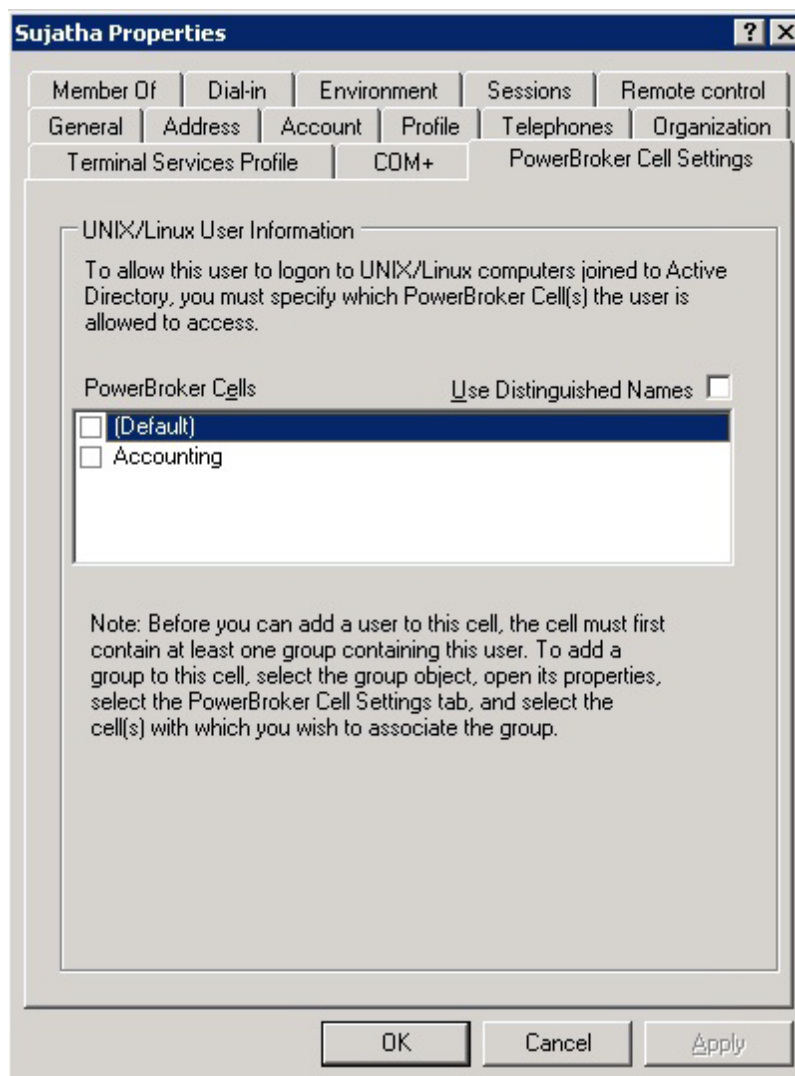 Sujatha Properties
Member Of Dial-in Environment Sessions Remote control
General Address Account Profile Telephones Organization
Terminal Services Profile COM+ PowerBroker Cell Settings
UNIX/Linux User Information
To allow this user to logon to UNIX/Linux computers joined to Active
Directory, you must specify which PowerBroker Cell(s) the user is
allowed to access.
PowerBroker Cells Use Distinguished Names
(Default)
Accounting
Note: Before you can add a user to this cell, the cell must first
contain at least one group containing this user. To add a
group to this cell, select the group object, open its properties,
select the PowerBroker Cell Settings tab, and select the
cell(s) with which you wish to associate the group.
OK Cancel Apply